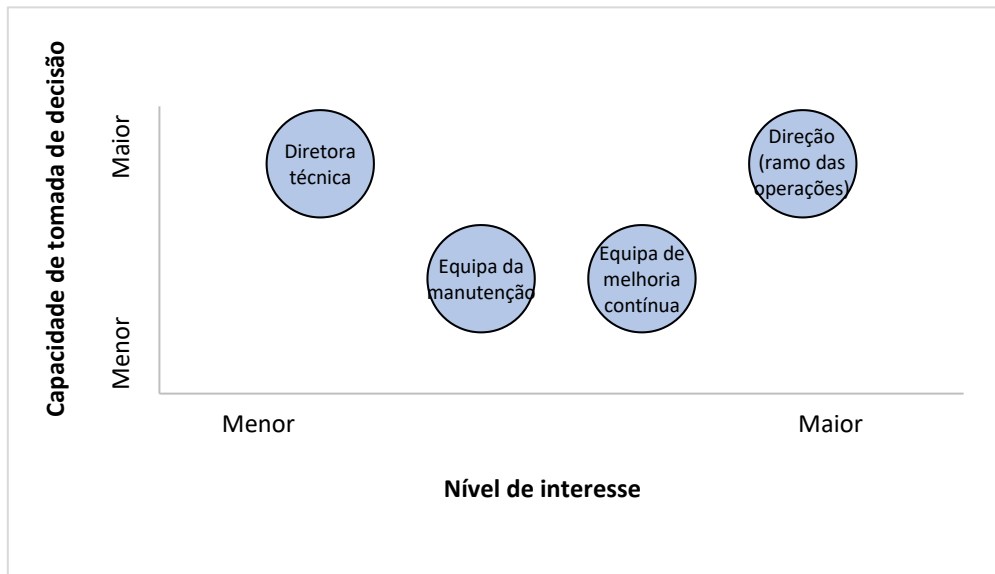 Capacidade de tomada de decisão
Maior
Menor
Diretora
técnica
Direção
(ramo das
operações)
Equipa da
manutenção
Equipa de
melhoria
contínua
Menor
Maior
Nível de interesse